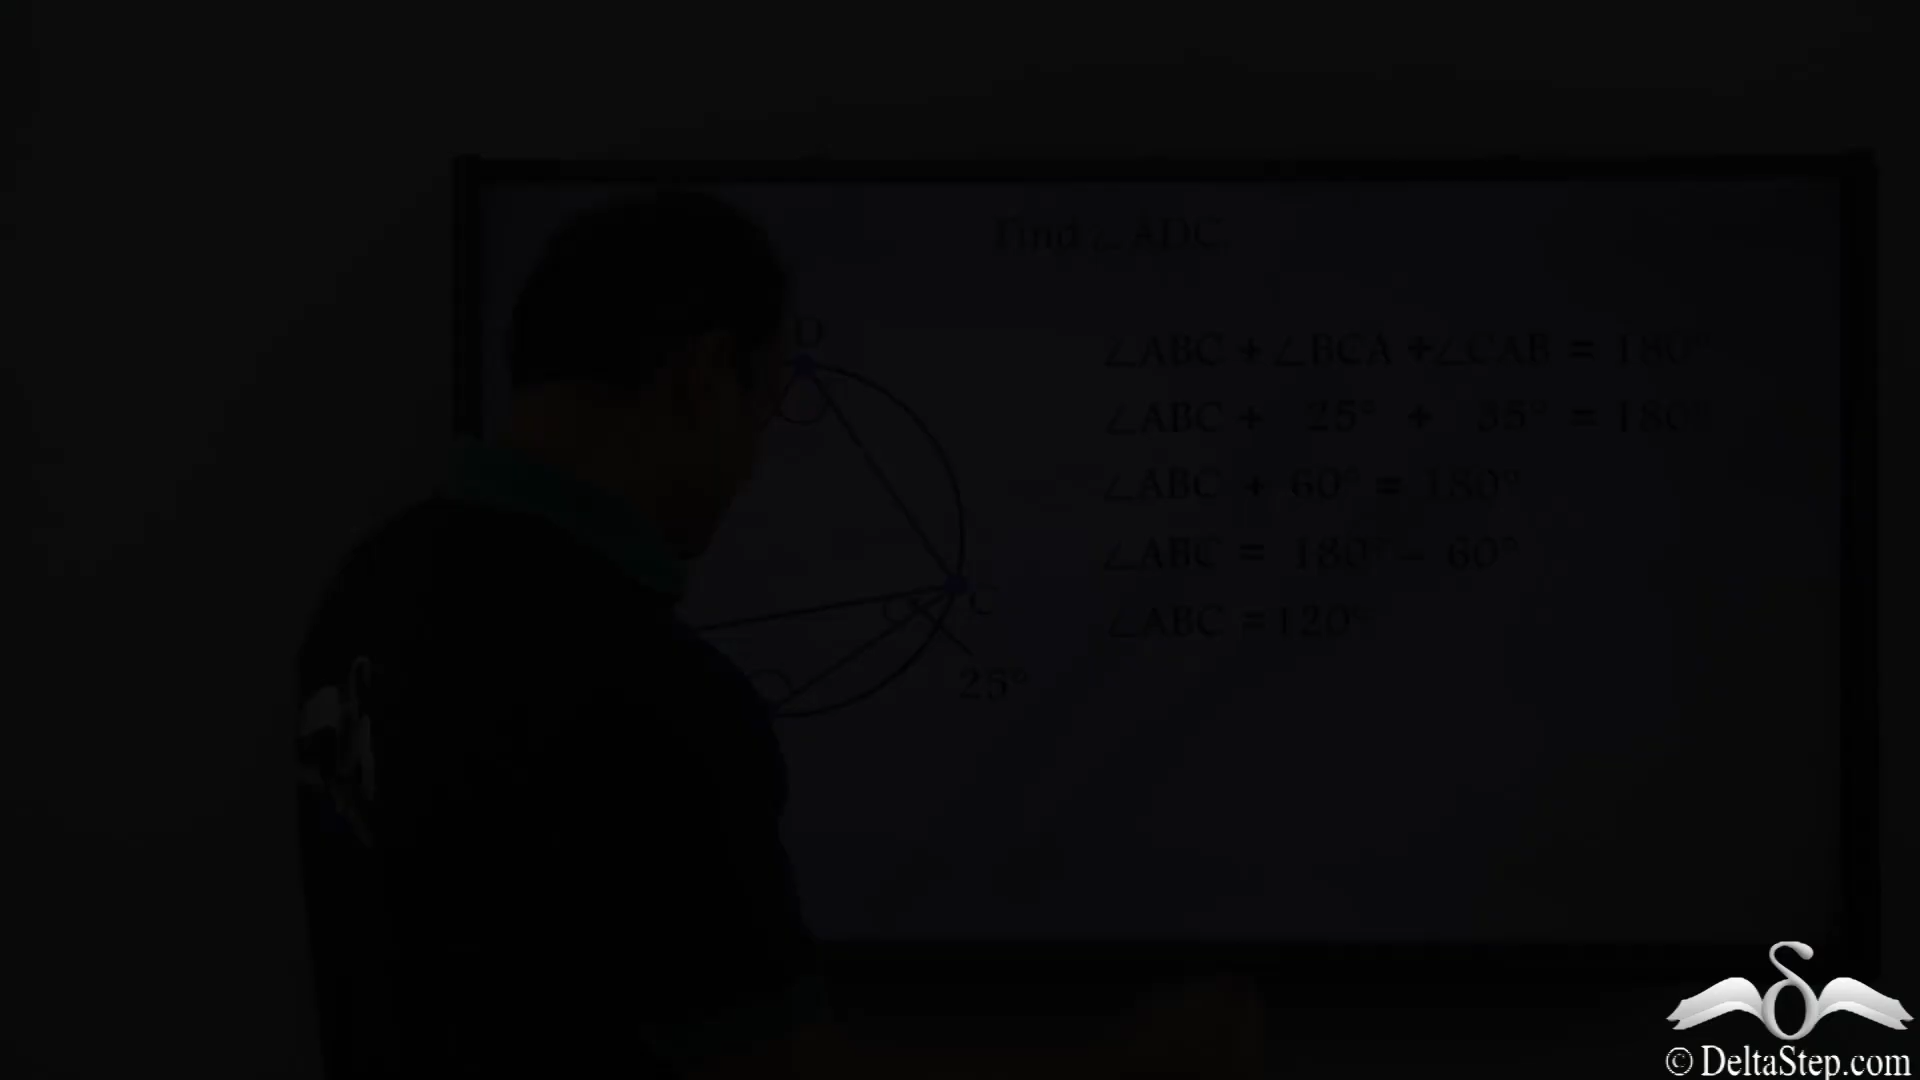 Find ∠ADC.
D
∠ABC + ∠BCA + ∠CAB = 180°
∠ABC + 25° + 35° = 180°
∠ABC + 60° = 180°
∠ABC = 180° - 60°
C
∠ABC = 120°
25°
© DeltaStep.com